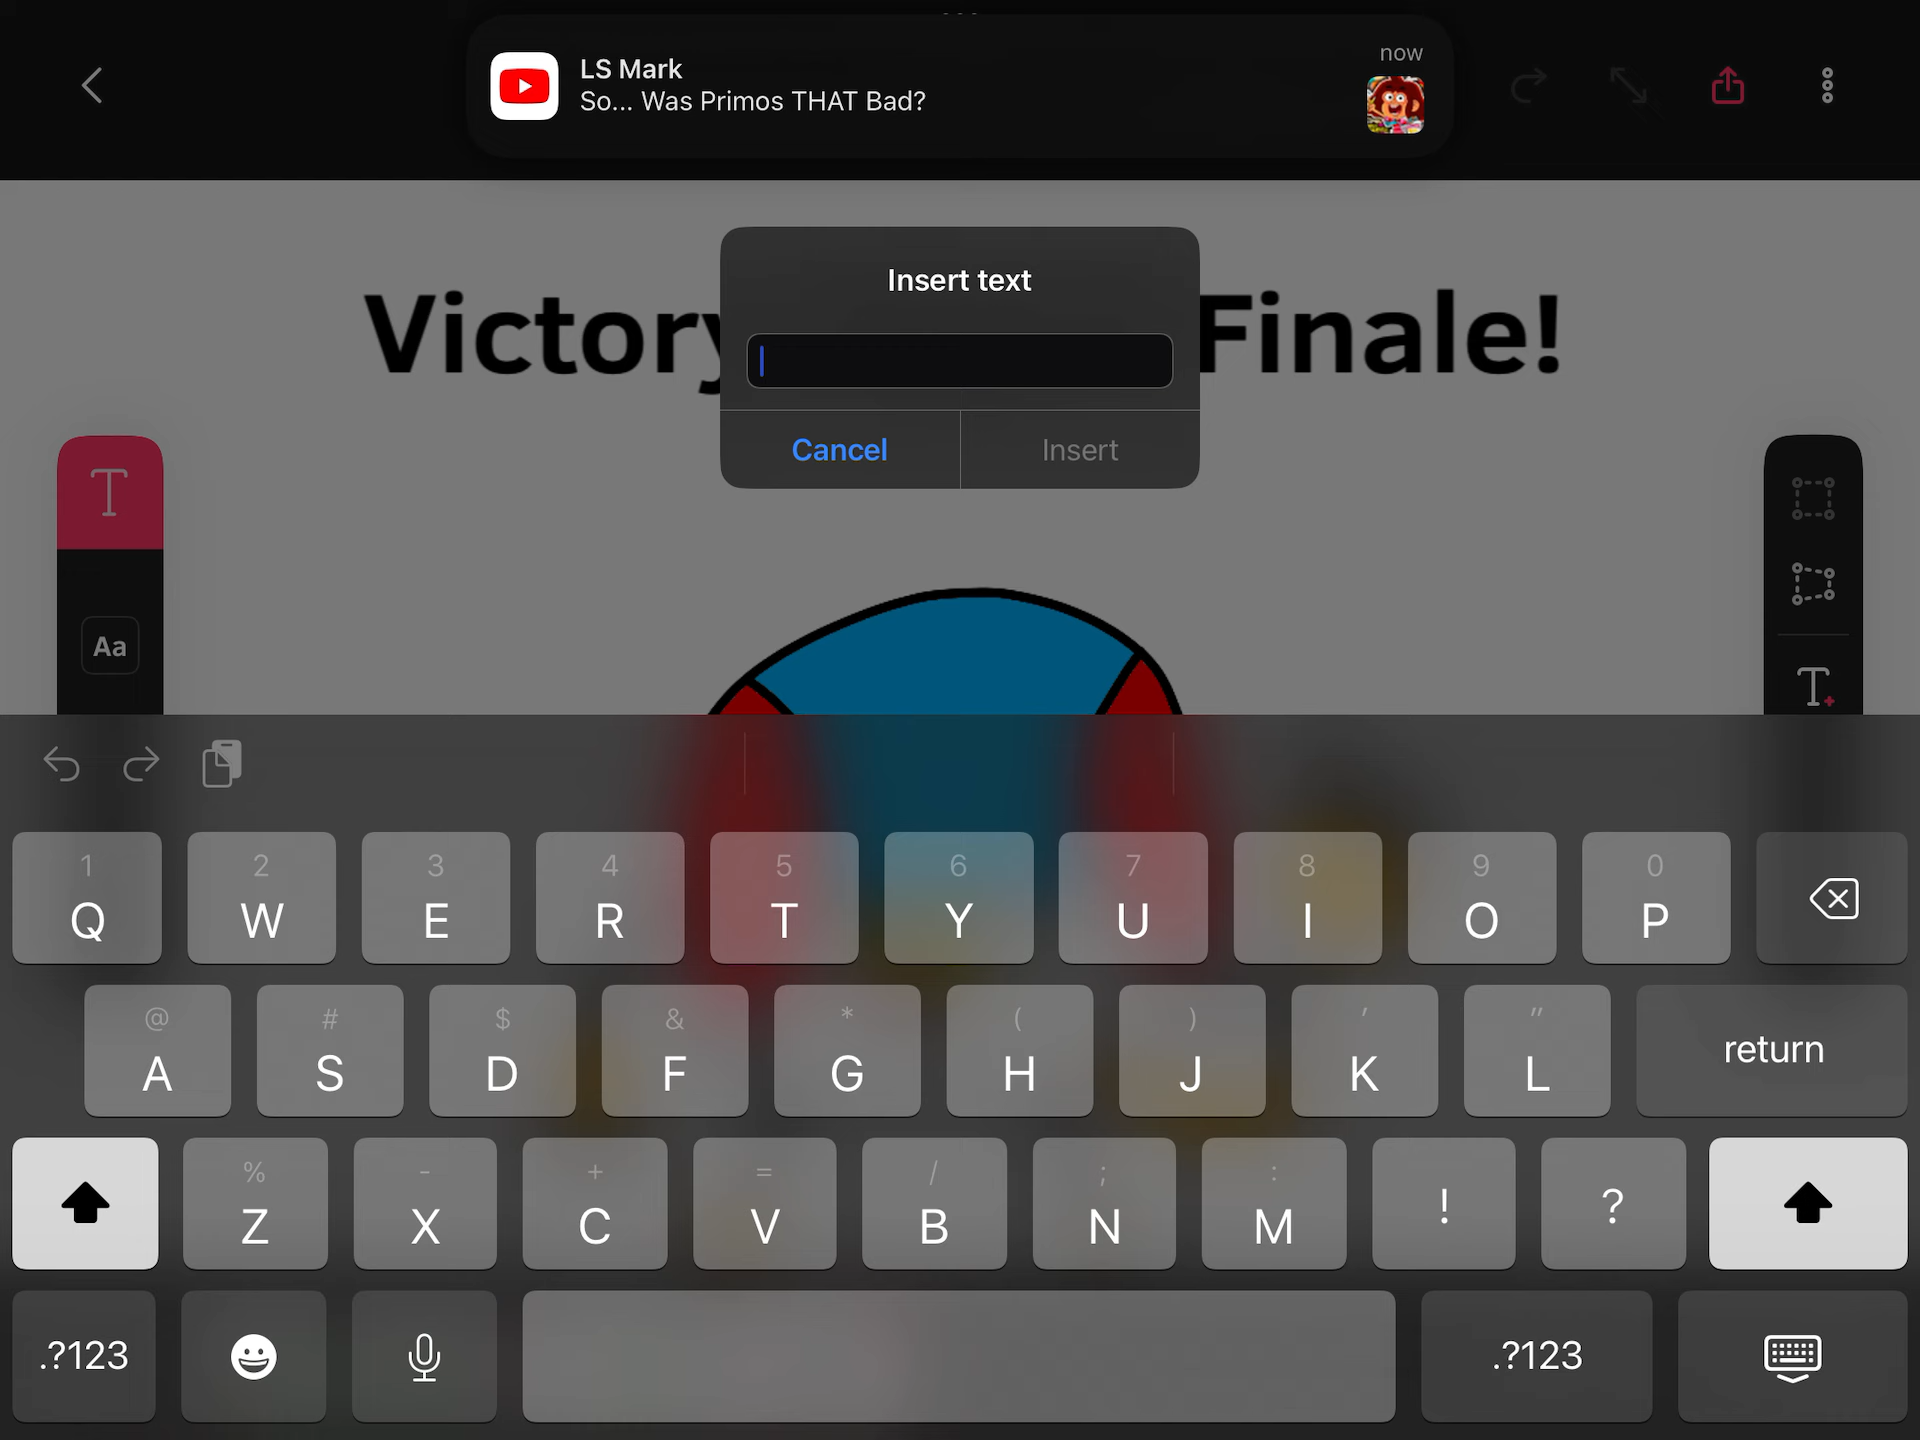 now
LS Mark
So... Was Primos THAT Bad?
Insert text
Victory Finale!
Cancel Insert
T
Aa
T
1 2 3 4 5 6 7 8 9 0
Q W E R T Y U I O P
@ # $ & * ( ) ' "
A S D F G H J K L return
% - + = / ; :
Z X C V B N M ! ?
.?123 .?123